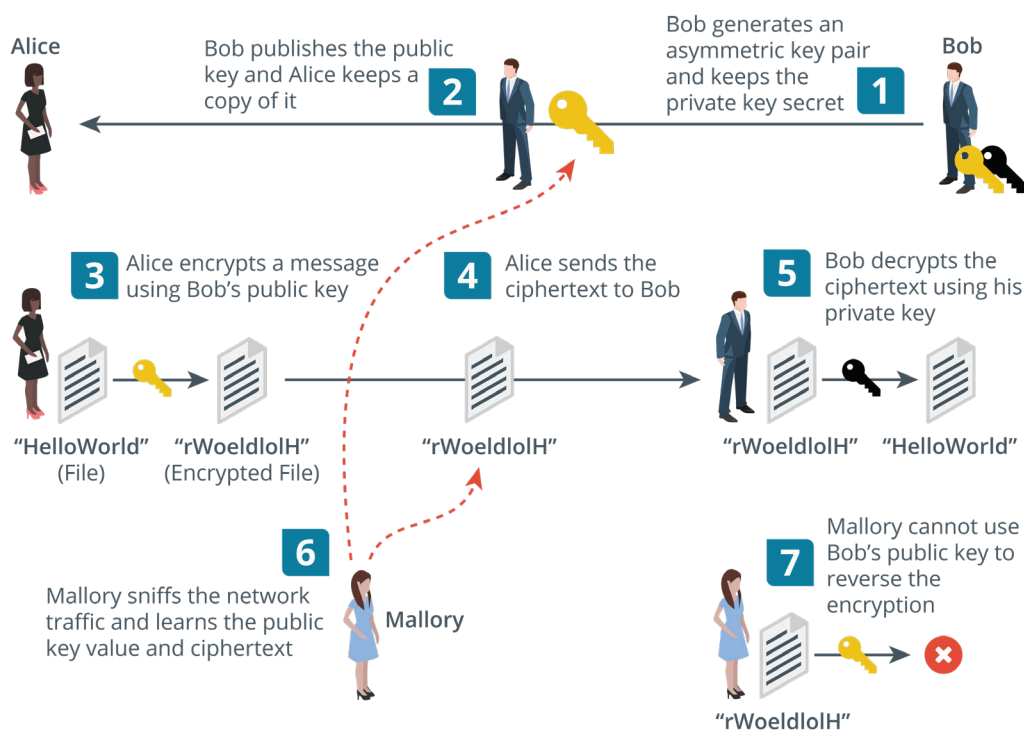 Alice
Bob publishes the public
key and Alice keeps a
copy of it
2
Bob generates an
asymmetric key pair
and keeps the
private key secret
1
Bob
3
Alice encrypts a message
using Bob’s public key
4
Alice sends the
ciphertext to Bob
5
Bob decrypts the
ciphertext using his
private key
“HelloWorld”
(File)
“rWoeldlolH”
(Encrypted File)
“rWoeldlolH”
“rWoeldlolH”
“HelloWorld”
6
Mallory sniffs the network
traffic and learns the public
key value and ciphertext
Mallory
7
Mallory cannot use
Bob’s public key to
reverse the
encryption
“rWoeldlolH”